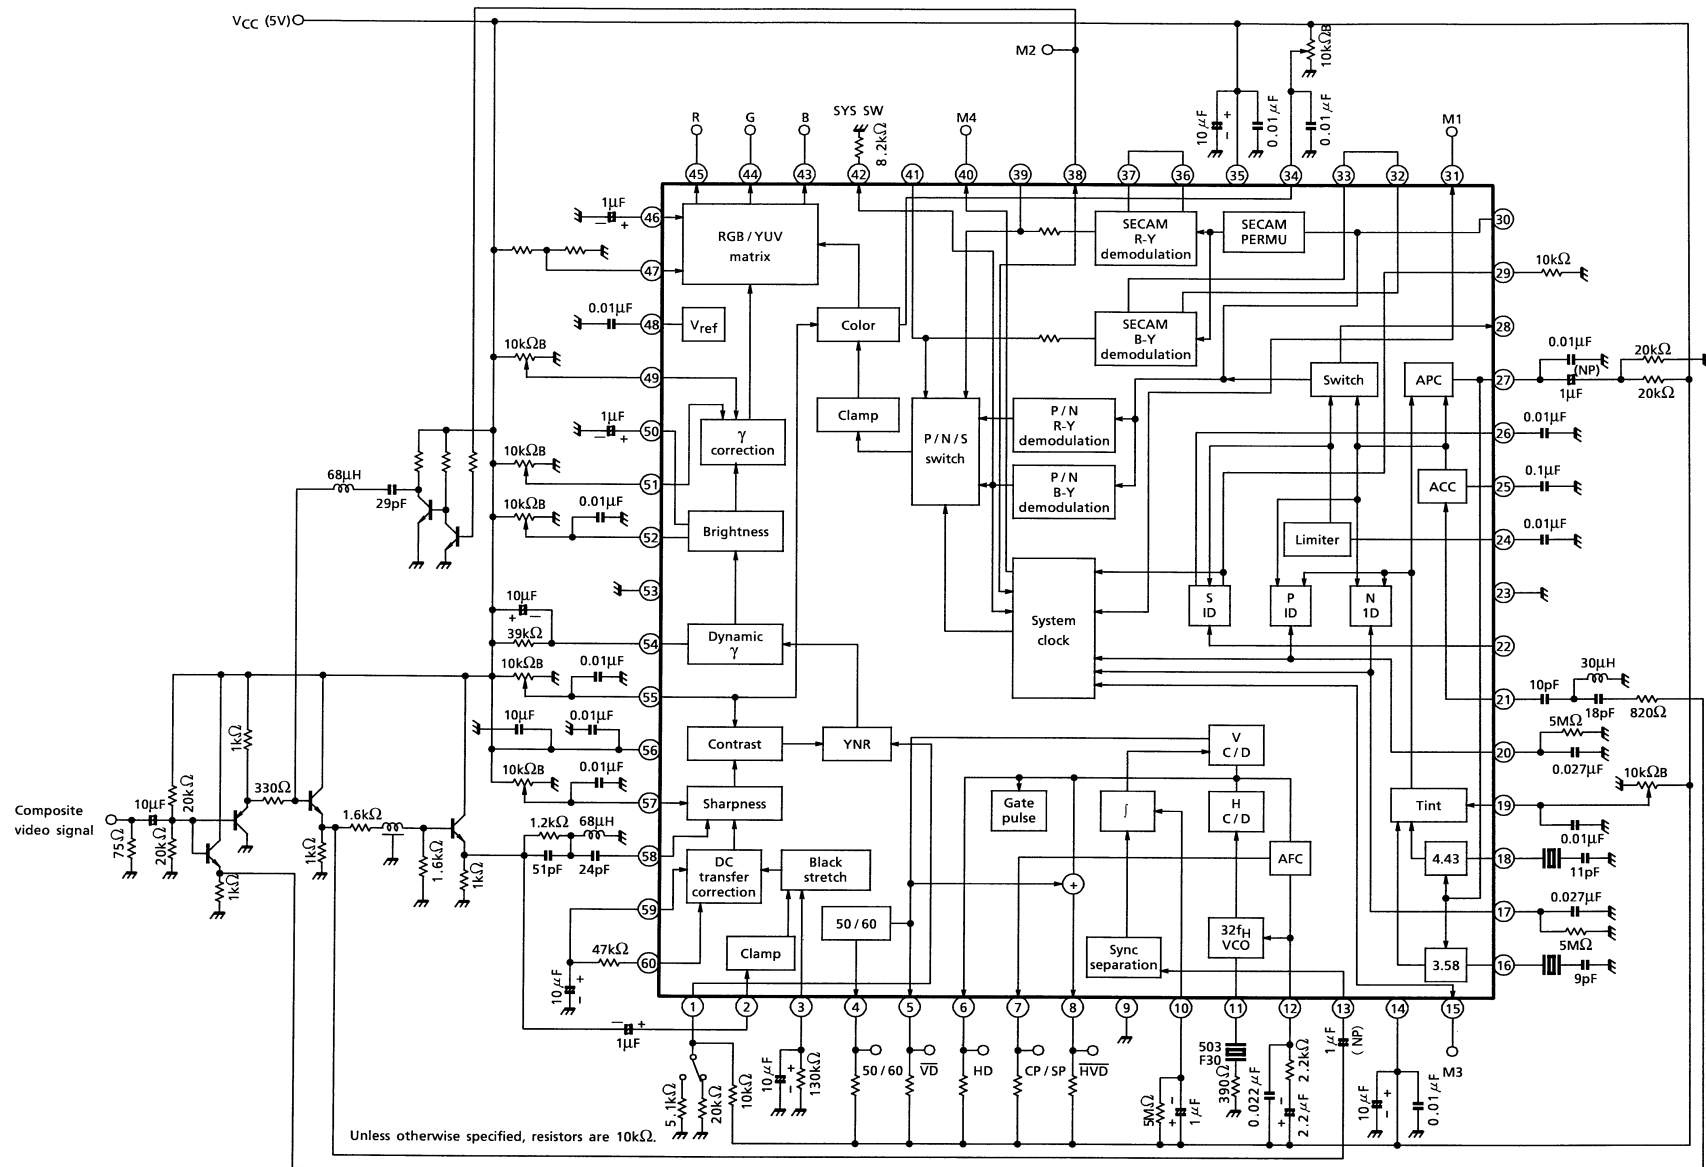 VCC (5V)
M2
10kΩB
10μF
+
−
0.01μF
0.01μF
R
G
B
SYS SW
8.2kΩ
M4
M1
45
44
43
42
41
40
39
38
37
36
35
34
33
32
31
1μF
−
+
46
RGB / YUV
matrix
SECAM
R-Y
demodulation
SECAM
PERMU
30
47
29
10kΩ
0.01μF
48
Vref
Color
SECAM
B-Y
demodulation
28
10kΩB
49
0.01μF
(NP)
1μF
20kΩ
20kΩ
Switch
APC
27
1μF
−
+
50
Clamp
P / N / S
switch
P / N
R-Y
demodulation
26
0.01μF
γ
correction
10kΩB
51
P / N
B-Y
demodulation
ACC
25
0.1μF
68μH
29pF
10kΩB
0.01μF
52
Brightness
Limiter
24
0.01μF
53
10μF
+
−
39kΩ
54
Dynamic
γ
System
clock
S
ID
P
ID
N
1D
23
22
10kΩB
0.01μF
55
30μH
21
10pF
18pF
820Ω
10μF
0.01μF
56
Contrast
YNR
V
C / D
5MΩ
20
0.027μF
10kΩB
0.01μF
57
Sharpness
Gate
pulse
∫
H
C / D
Tint
19
10kΩB
0.01μF
Composite
video signal
10μF
75Ω
20kΩ
20kΩ
1kΩ
1kΩ
330Ω
1kΩ
1.6kΩ
1.6kΩ
1kΩ
1.2kΩ
68μH
51pF
24pF
58
DC
transfer
correction
Black
stretch
AFC
4.43
18
11pF
+
59
50 / 60
32fH
VCO
17
0.027μF
5MΩ
47kΩ
60
Clamp
Sync
separation
3.58
16
9pF
10μF
+
−
1
2
3
4
5
6
7
8
9
10
11
12
13
14
15
−
+
1μF
5.1kΩ
20kΩ
10kΩ
10μF
+
−
130kΩ
50 / 60
VD
HD
CP / SP
HVD
5MΩ
−
+
1μF
503
F30
390Ω
0.022μF
2.2kΩ
−
+
2.2μF
1μF
(NP)
10μF
+
−
0.01μF
M3
Unless otherwise specified, resistors are 10kΩ.